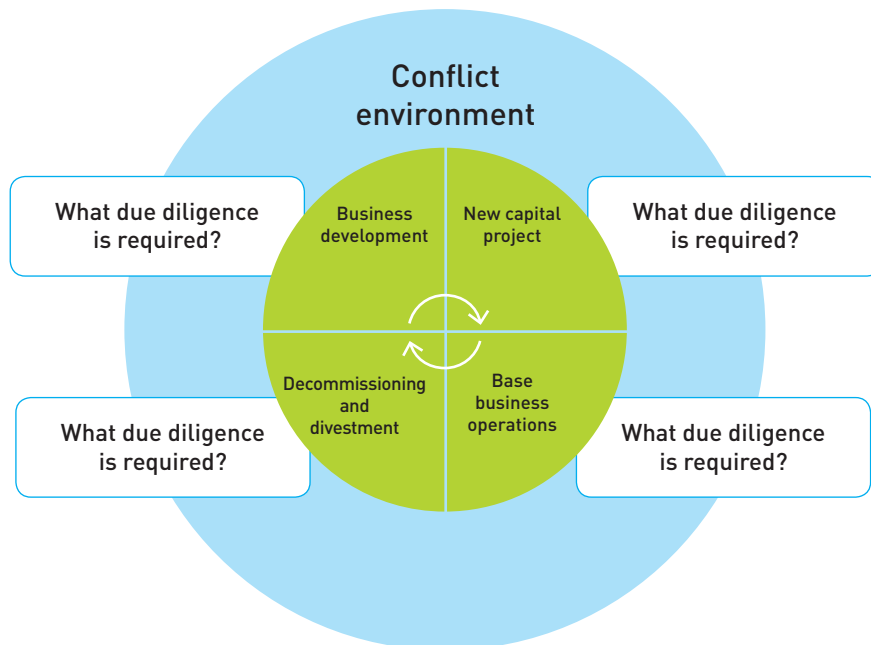 Conflict
environment
What due diligence
is required?
Business
development
New capital
project
What due diligence
is required?
What due diligence
is required?
Decommissioning
and
divestment
Base
business
operations
What due diligence
is required?